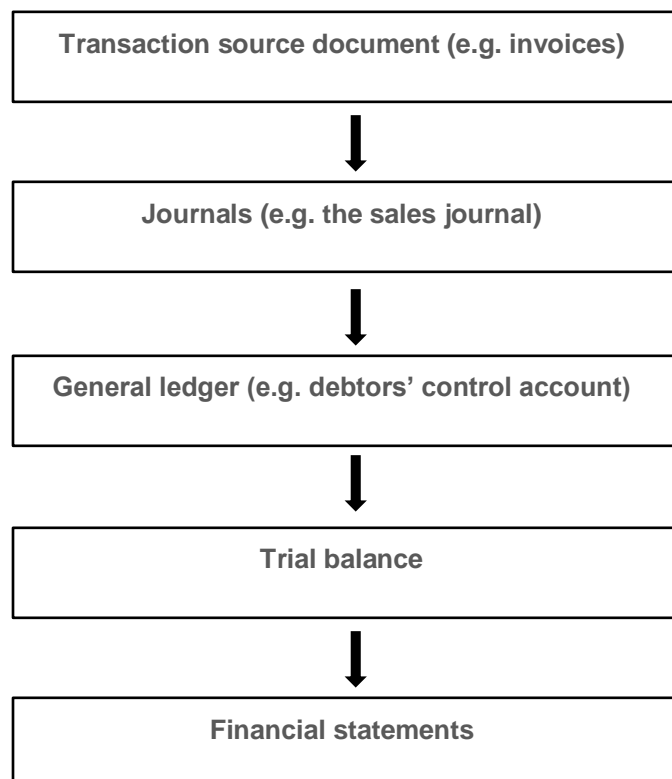 Transaction source document (e.g. invoices)
Journals (e.g. the sales journal)
General ledger (e.g. debtors’ control account)
Trial balance
Financial statements